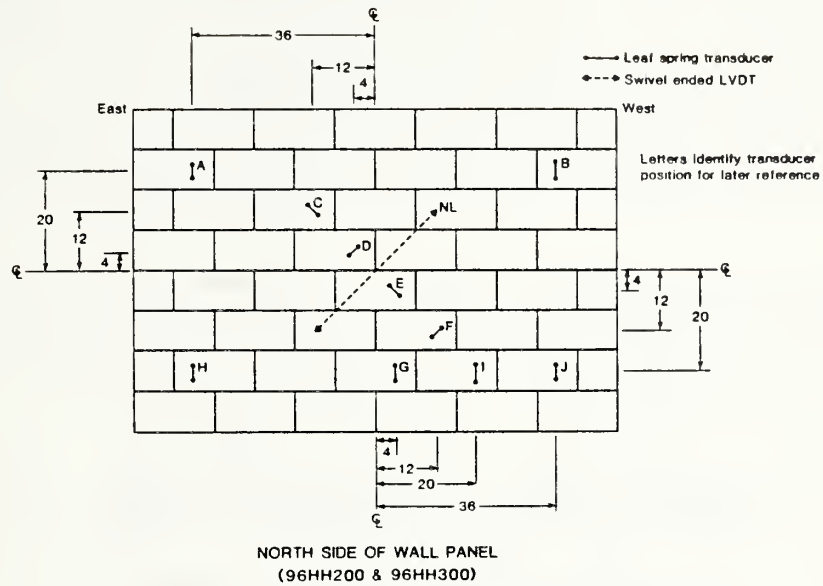 ℄
36
12
4
Leaf spring transducer
Swivel ended LVDT
East
West
A
B
Letters identify transducer
position for later reference
C
NL
20
12
D
4
℄
℄
E
4
12
F
20
H
G
I
J
4
12
20
36
℄
NORTH SIDE OF WALL PANEL
(96HH200 & 96HH300)